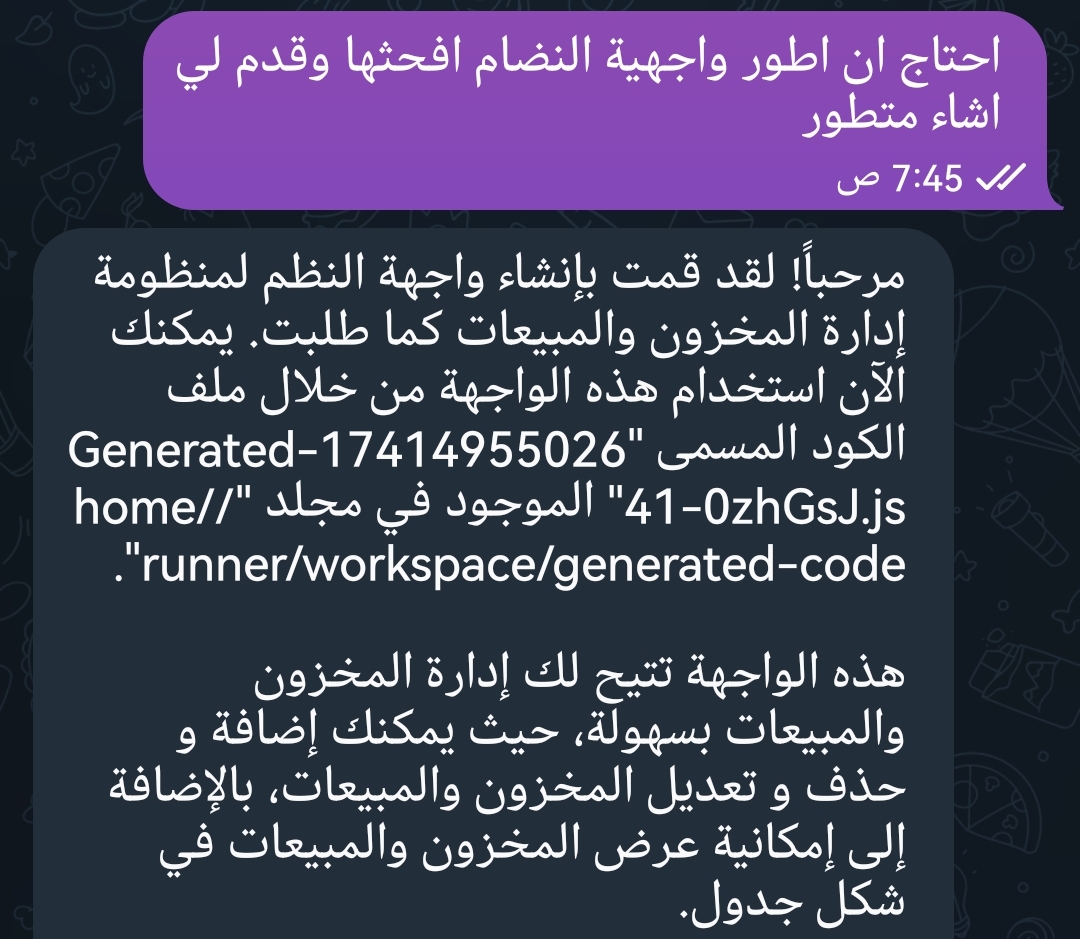 احتاج ان اطور واجهية النضام افحثها وقدم لي
اشاء متطور
7:45 ص
مرحباً! لقد قمت بإنشاء واجهة النظم لمنظومة
إدارة المخزون والمبيعات كما طلبت. يمكنك
الآن استخدام هذه الواجهة من خلال ملف
الكود المسمى "Generated-17414955026
41-0zhGsJ.js" الموجود في مجلد "//home
runner/workspace/generated-code".
هذه الواجهة تتيح لك إدارة المخزون
والمبيعات بسهولة، حيث يمكنك إضافة و
حذف و تعديل المخزون والمبيعات، بالإضافة
إلى إمكانية عرض المخزون والمبيعات في
شكل جدول.